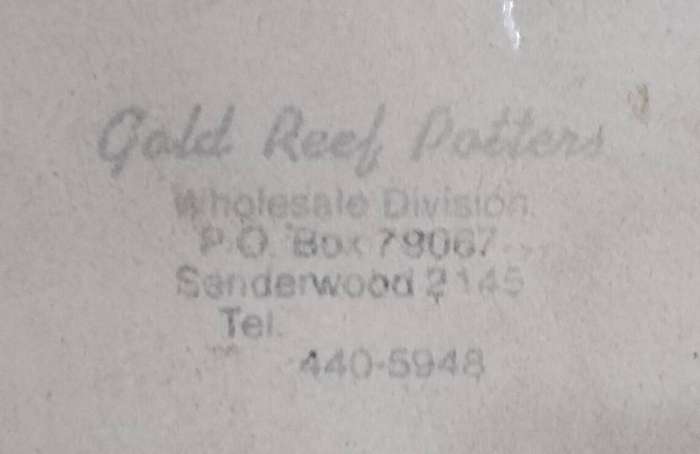 Gold Reef Potters
Wholesale Division
P.O. Box 79067
Senderwood 2145
Tel.
440-5948